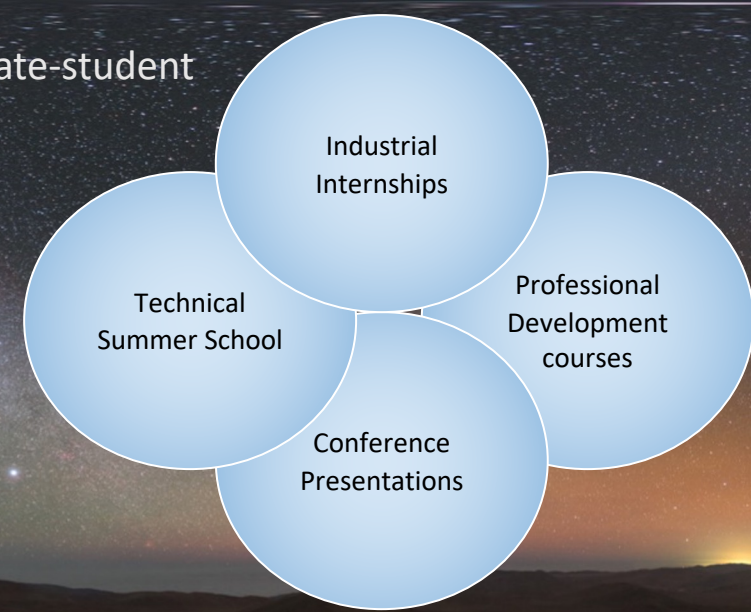 ate-student
Industrial
Internships
Technical
Summer School
Professional
Development
courses
Conference
Presentations